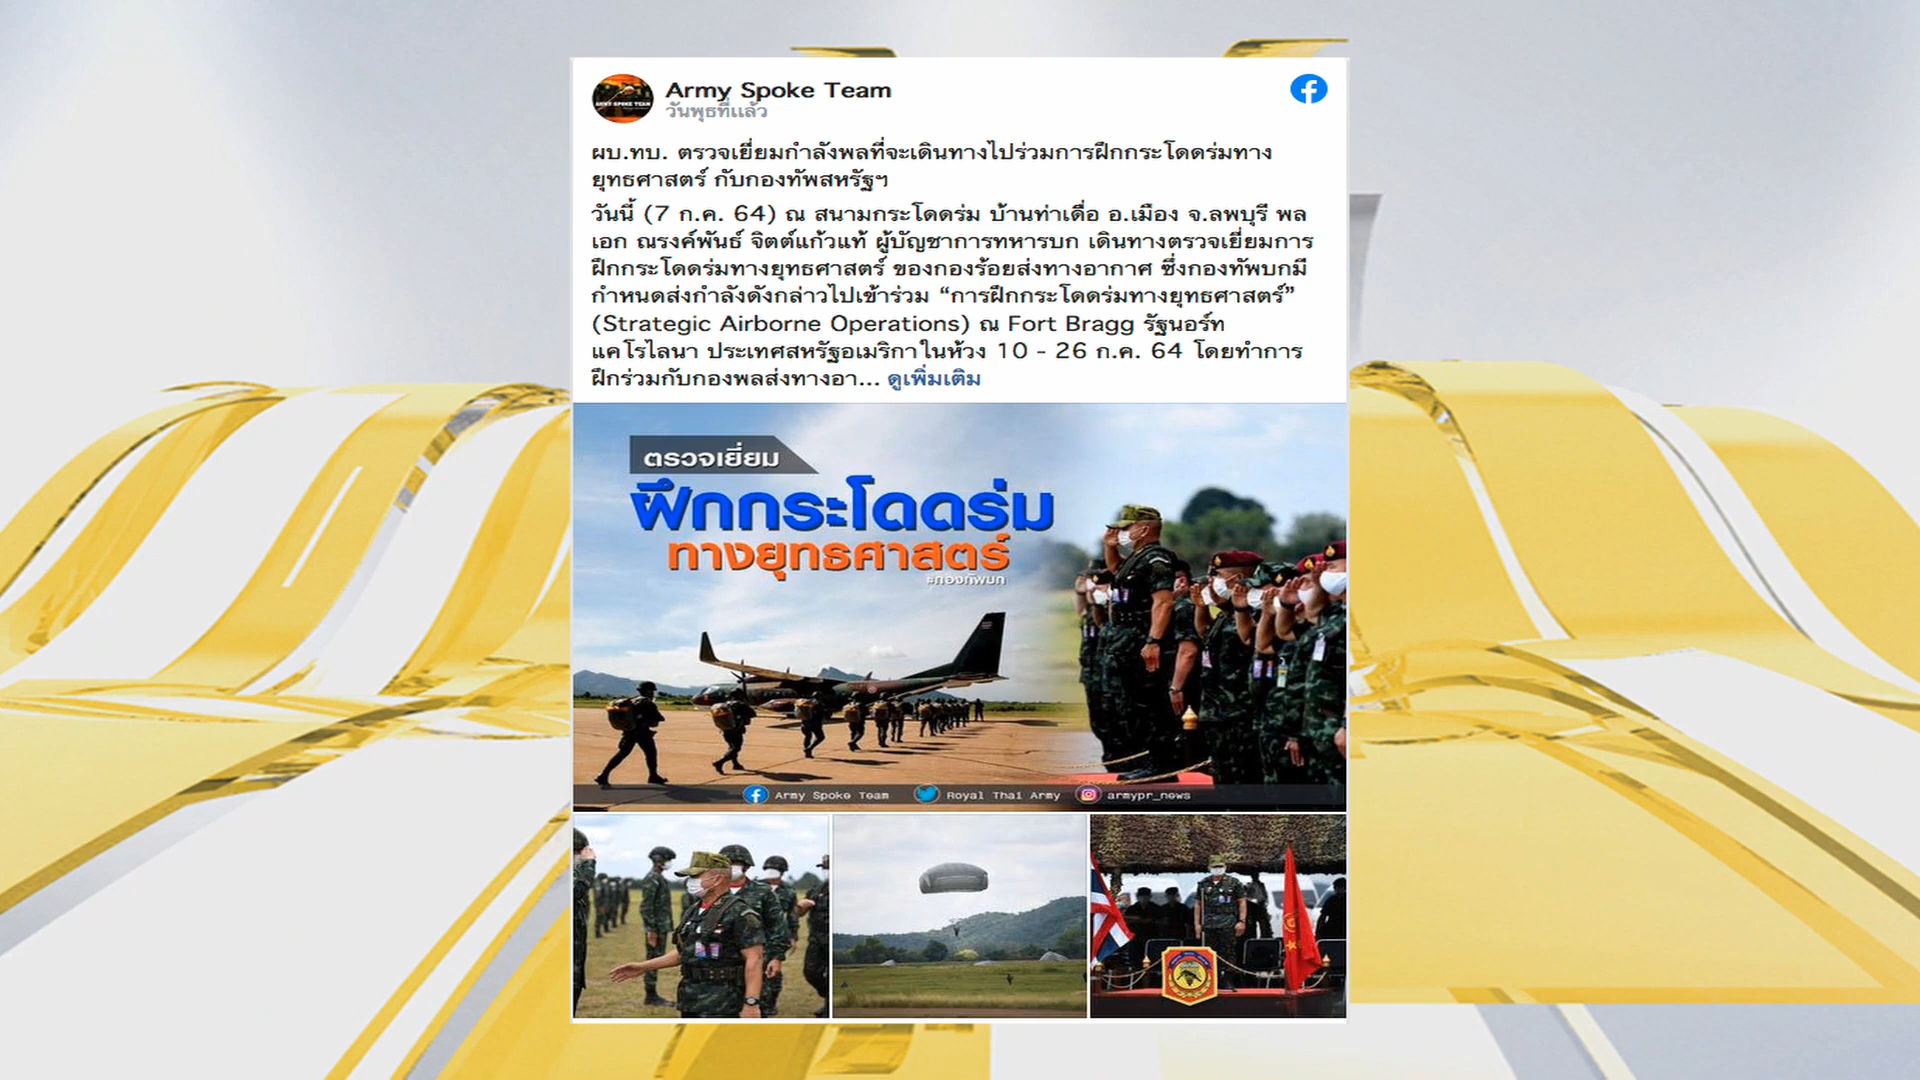 Army Spoke Team
วันพุธที่แล้ว
ผบ.ทบ. ตรวจเยี่ยมกำลังพลที่จะเดินทางไปร่วมการฝึกกระโดดร่มทาง
ยุทธศาสตร์ กับกองทัพสหรัฐฯ
วันนี้ (7 ก.ค. 64) ณ สนามกระโดดร่ม บ้านท่าเดื่อ อ.เมือง จ.ลพบุรี พล
เอก ณรงค์พันธ์ จิตต์แก้วแท้ ผู้บัญชาการทหารบก เดินทางตรวจเยี่ยมการ
ฝึกกระโดดร่มทางยุทธศาสตร์ ของกองร้อยส่งทางอากาศ ซึ่งกองทัพบกมี
กำหนดส่งกำลังดังกล่าวไปเข้าร่วม “การฝึกกระโดดร่มทางยุทธศาสตร์”
(Strategic Airborne Operations) ณ Fort Bragg รัฐนอร์ท
แคโรไลนา ประเทศสหรัฐอเมริกาในห้วง 10 - 26 ก.ค. 64 โดยทำการ
ฝึกร่วมกับกองพลส่งทางอา... ดูเพิ่มเติม
ตรวจเยี่ยม
ฝึกกระโดดร่ม
ทางยุทธศาสตร์
#กองทัพบก
Army Spoke Team Royal Thai Army armypr_news